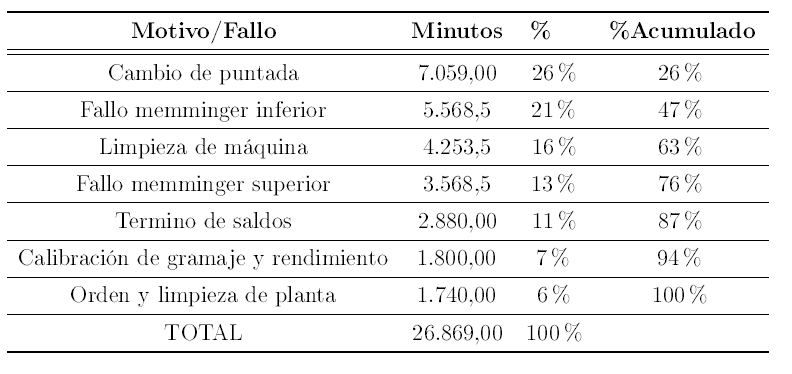 Motivo/Fallo Minutos % %Acumulado
Cambio de puntada 7.059,00 26 % 26 %
Fallo memminger inferior 5.568,5 21 % 47 %
Limpieza de máquina 4.253,5 16 % 63 %
Fallo memminger superior 3.568,5 13 % 76 %
Termino de saldos 2.880,00 11 % 87 %
Calibración de gramaje y rendimiento 1.800,00 7 % 94 %
Orden y limpieza de planta 1.740,00 6 % 100 %
TOTAL 26.869,00 100 %